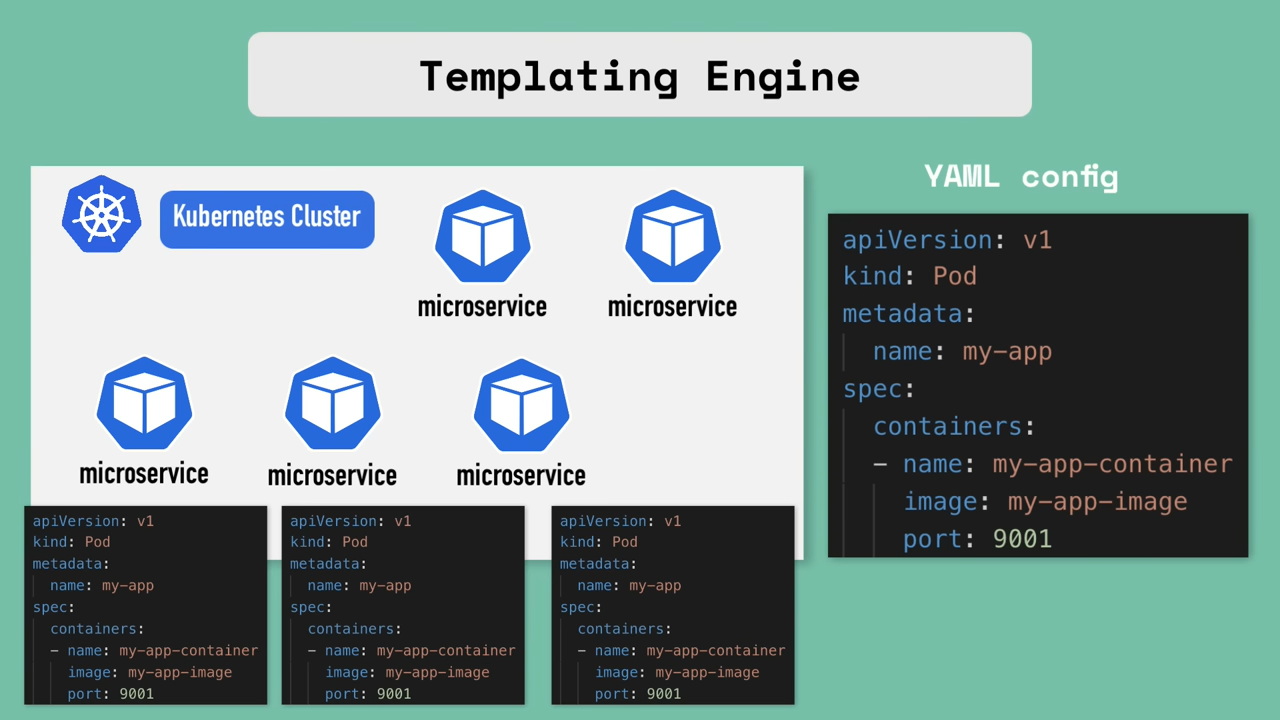 Templating Engine
Kubernetes Cluster
microservice
microservice
microservice
microservice
microservice
YAML config
apiVersion: v1
kind: Pod
metadata:
  name: my-app
spec:
  containers:
  - name: my-app-container
    image: my-app-image
    port: 9001
apiVersion: v1
kind: Pod
metadata:
  name: my-app
spec:
  containers:
  - name: my-app-container
    image: my-app-image
    port: 9001
apiVersion: v1
kind: Pod
metadata:
  name: my-app
spec:
  containers:
  - name: my-app-container
    image: my-app-image
    port: 9001
apiVersion: v1
kind: Pod
metadata:
  name: my-app
spec:
  containers:
  - name: my-app-container
    image: my-app-image
    port: 9001